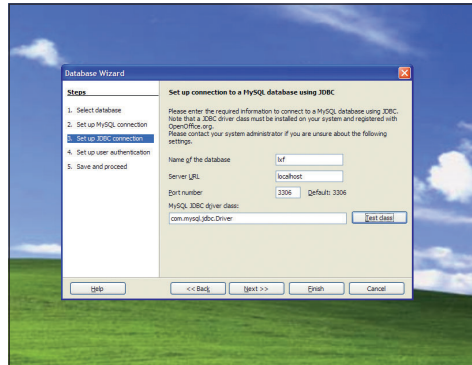 Database Wizard
Steps
1. Select database
2. Set up MySQL connection
3. Set up JDBC connection
4. Set up user authentication
5. Save and proceed
Set up connection to a MySQL database using JDBC
Please enter the required information to connect to a MySQL database using JDBC.
Note that a JDBC driver class must be installed on your system and registered with
OpenOffice.org.
Please contact your system administrator if you are unsure about the following
settings.
Name of the database
lxf
Server URL
localhost
Port number
3306
Default: 3306
MySQL JDBC driver class:
com.mysql.jdbc.Driver
Test class
Help
<< Back
Next >>
Finish
Cancel